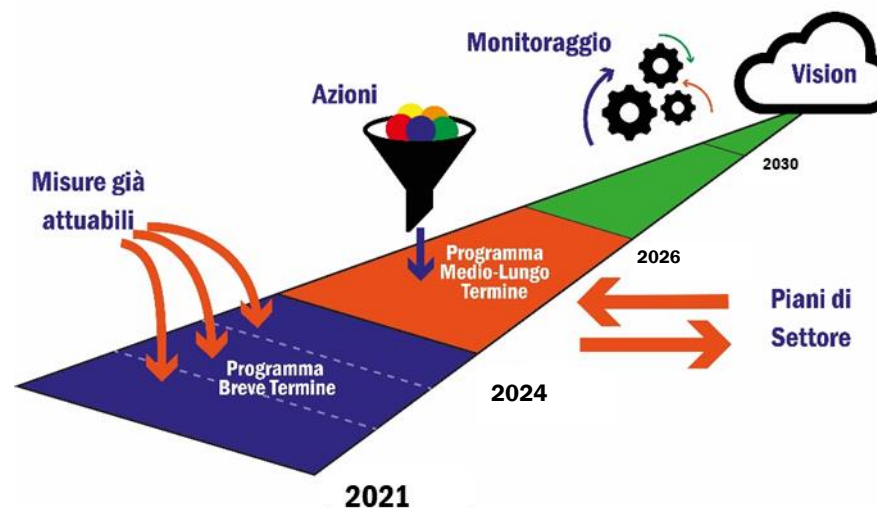 Monitoraggio
Vision
Azioni
2030
Misure già
attuabili
Programma
Medio-Lungo
Termine
2026
Piani di
Settore
Programma
Breve Termine
2024
2021